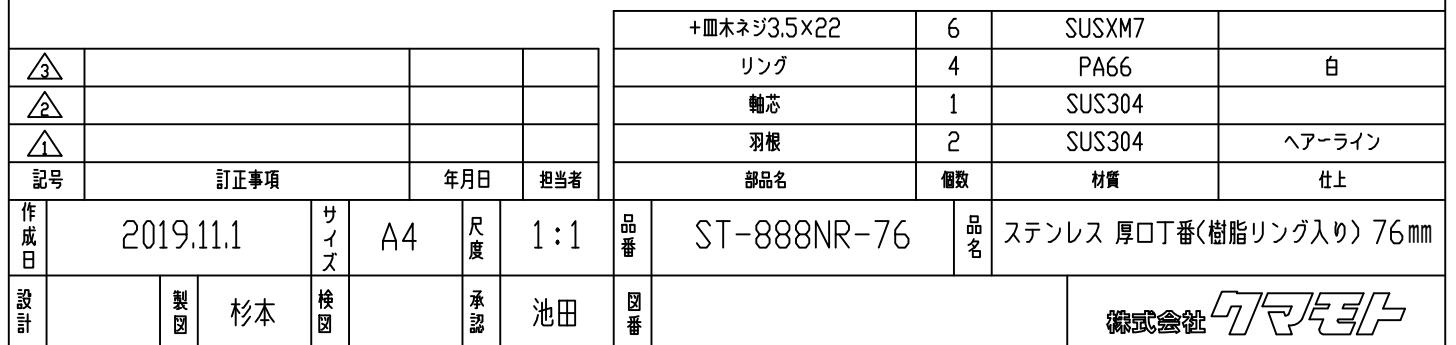 +皿木ネジ3.5×22 6 SUSXM7
3 リング 4 PA66 白
2 軸芯 1 SUS304
1 羽根 2 SUS304 ヘアーライン
記号 訂正事項 年月日 担当者 部品名 個数 材質 仕上
作成日 2019.11.1 サイズ A4 尺度 1:1 品番 ST-888NR-76 品名 ステンレス 厚口丁番(樹脂リング入り) 76mm
設計 製図 杉本 検図 承認 池田 図番 株式会社クマモト